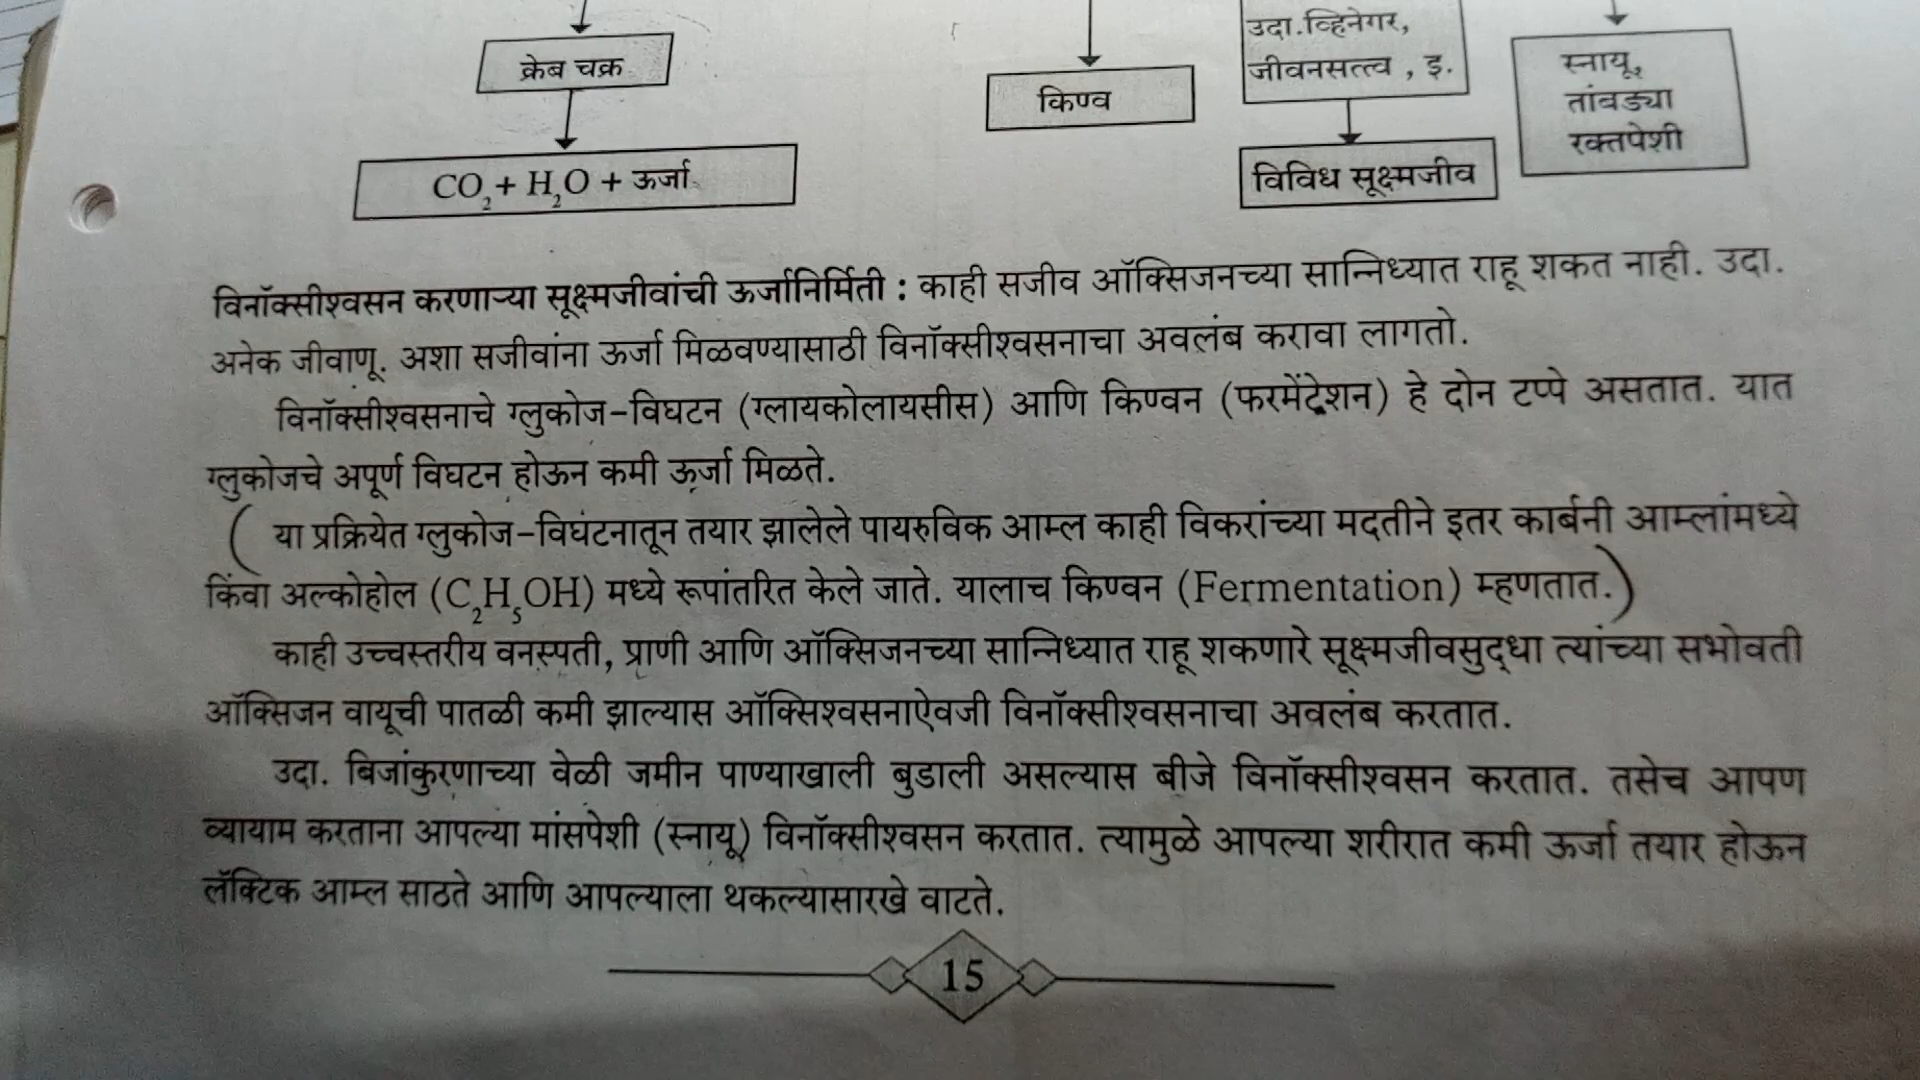 क्रेब चक्र
CO₂ + H₂O + ऊर्जा
किण्व
उदा.व्हिनेगर,
जीवनसत्त्व , इ.
विविध सूक्ष्मजीव
स्नायू,
तांबड्या
रक्तपेशी
विनॉक्सीश्वसन करणाऱ्या सूक्ष्मजीवांची ऊर्जानिर्मिती : काही सजीव ऑक्सिजनच्या सान्निध्यात राहू शकत नाही. उदा.
अनेक जीवाणू. अशा सजीवांना ऊर्जा मिळवण्यासाठी विनॉक्सीश्वसनाचा अवलंब करावा लागतो.
विनॉक्सीश्वसनाचे ग्लुकोज-विघटन (ग्लायकोलायसीस) आणि किण्वन (फरमेंट्रेशन) हे दोन टप्पे असतात. यात
ग्लुकोजचे अपूर्ण विघटन होऊन कमी ऊर्जा मिळते.
( या प्रक्रियेत ग्लुकोज-विघंटनातून तयार झालेले पायरुविक आम्ल काही विकरांच्या मदतीने इतर कार्बनी आम्लांमध्ये
किंवा अल्कोहोल (C₂H₅OH) मध्ये रूपांतरित केले जाते. यालाच किण्वन (Fermentation) म्हणतात.)
काही उच्चस्तरीय वनस्पती, प्राणी आणि ऑक्सिजनच्या सान्निध्यात राहू शकणारे सूक्ष्मजीवसुद्धा त्यांच्या सभोवती
ऑक्सिजन वायूची पातळी कमी झाल्यास ऑक्सिश्वसनाऐवजी विनॉक्सीश्वसनाचा अवलंब करतात.
उदा. बिजांकुरणाच्या वेळी जमीन पाण्याखाली बुडाली असल्यास बीजे विनॉक्सीश्वसन करतात. तसेच आपण
व्यायाम करताना आपल्या मांसपेशी (स्नायू) विनॉक्सीश्वसन करतात. त्यामुळे आपल्या शरीरात कमी ऊर्जा तयार होऊन
लॅक्टिक आम्ल साठते आणि आपल्याला थकल्यासारखे वाटते.
15